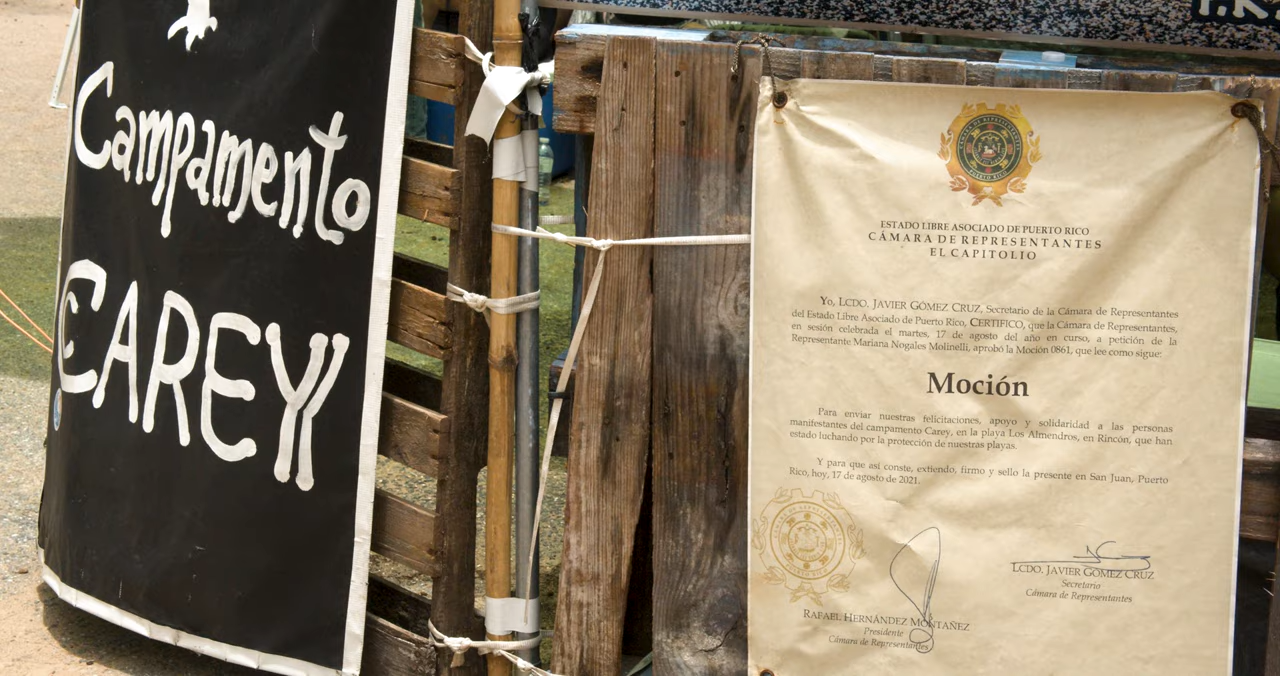 Campamento
CAREY
ESTADO LIBRE ASOCIADO DE PUERTO RICO
CÁMARA DE REPRESENTANTES
EL CAPITOLIO
Yo, LCDO. JAVIER GÓMEZ CRUZ, Secretario de la Cámara de Representantes
del Estado Libre Asociado de Puerto Rico, CERTIFICO, que la Cámara de Representantes,
en sesión celebrada el martes, 17 de agosto del año en curso, a petición de la
Representante Mariana Nogales Molinelli, aprobó la Moción 0861, que lee como sigue:
Moción
Para enviar nuestras felicitaciones, apoyo y solidaridad a las personas
manifestantes del campamento Carey, en la playa Los Almendros, en Rincón, que han
estado luchando por la protección de nuestras playas.
Y para que así conste, extiendo, firmo y sello la presente en San Juan, Puerto
Rico, hoy, 17 de agosto de 2021.
LCDO. JAVIER GÓMEZ CRUZ
Secretario
Cámara de Representantes
RAFAEL HERNÁNDEZ MONTAÑEZ
Presidente
Cámara de Representantes